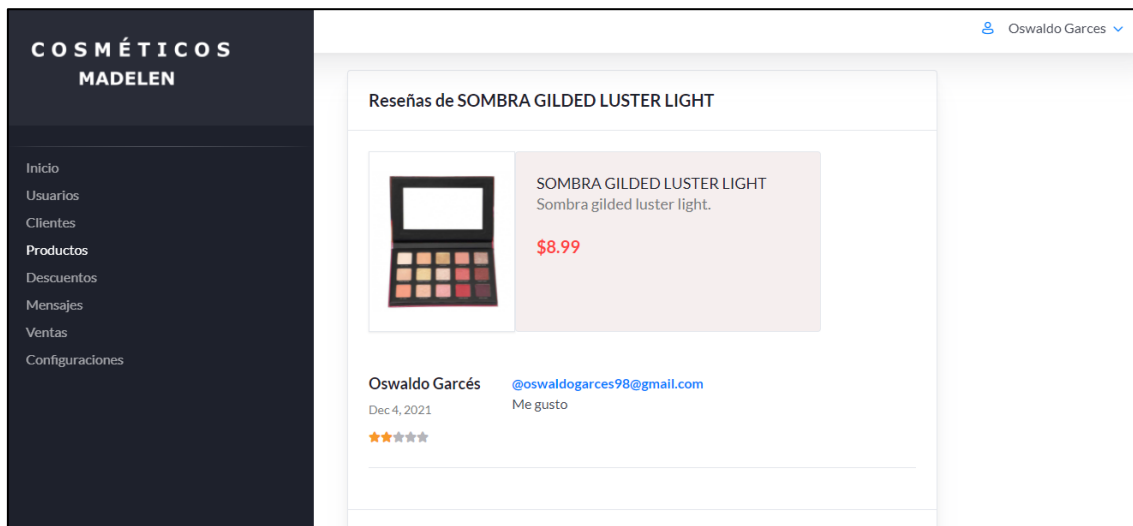 COSMÉTICOS
MADELEN
Oswaldo Garces
Inicio
Usuarios
Clientes
Productos
Descuentos
Mensajes
Ventas
Configuraciones
Reseñas de SOMBRA GILDED LUSTER LIGHT
SOMBRA GILDED LUSTER LIGHT
Sombra gilded luster light.
$8.99
Oswaldo Garcés
Dec 4, 2021
@oswaldogarces98@gmail.com
Me gusto